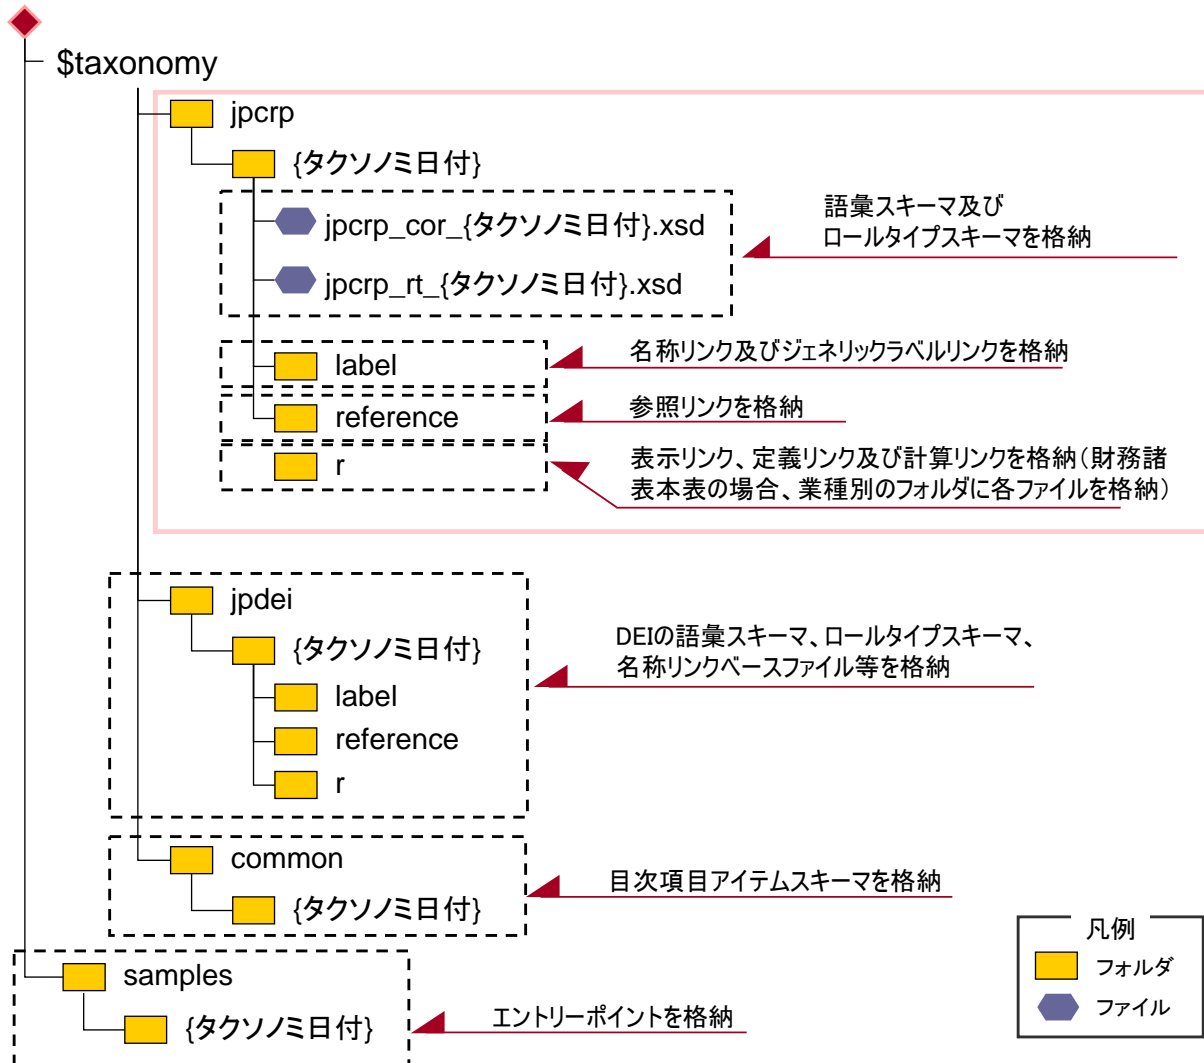 $taxonomy
jpcrp
{タクソノミ日付}
jpcrp_cor_{タクソノミ日付}.xsd
jpcrp_rt_{タクソノミ日付}.xsd
語彙スキーマ及び
ロールタイプスキーマを格納
label
名称リンク及びジェネリックラベルリンクを格納
reference
参照リンクを格納
r
表示リンク、定義リンク及び計算リンクを格納（財務諸
表本表の場合、業種別のフォルダに各ファイルを格納）
jpdei
{タクソノミ日付}
label
reference
r
DEIの語彙スキーマ、ロールタイプスキーマ、
名称リンクベースファイル等を格納
common
{タクソノミ日付}
目次項目アイテムスキーマを格納
samples
{タクソノミ日付}
エントリーポイントを格納
凡例
フォルダ
ファイル